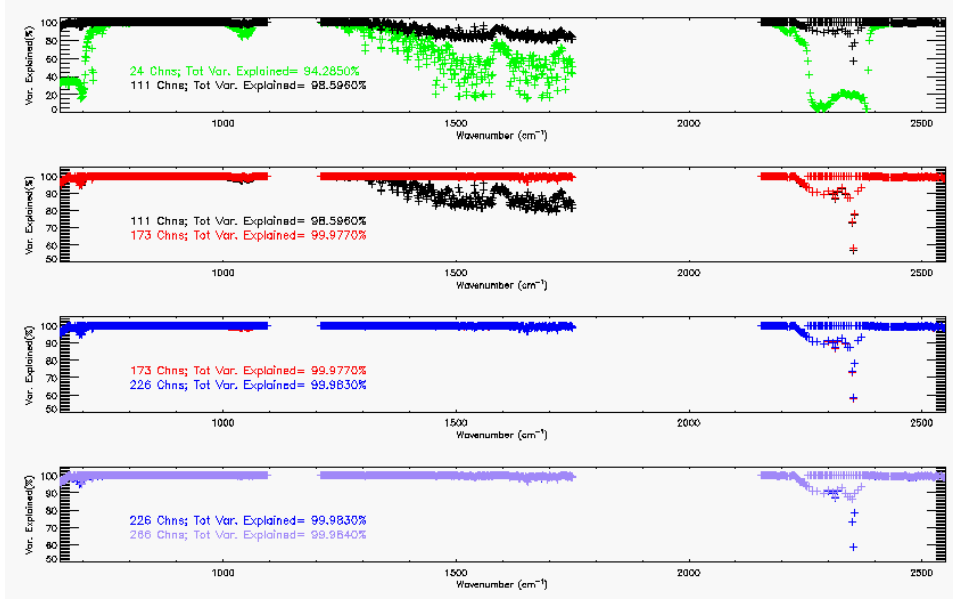 Var. Explained(%)
100
80
60
40
20
0
24 Chns; Tot Var. Explained= 94.2850%
111 Chns; Tot Var. Explained= 98.5960%
1000
1500
2000
2500
Wavenumber (cm⁻¹)
Var. Explained(%)
100
90
80
70
60
50
111 Chns; Tot Var. Explained= 98.5960%
173 Chns; Tot Var. Explained= 99.9770%
1000
1500
2000
2500
Wavenumber (cm⁻¹)
Var. Explained(%)
100
90
80
70
60
50
173 Chns; Tot Var. Explained= 99.9770%
226 Chns; Tot Var. Explained= 99.9830%
1000
1500
2000
2500
Wavenumber (cm⁻¹)
Var. Explained(%)
100
90
80
70
60
50
226 Chns; Tot Var. Explained= 99.9830%
266 Chns; Tot Var. Explained= 99.9840%
1000
1500
2000
2500
Wavenumber (cm⁻¹)